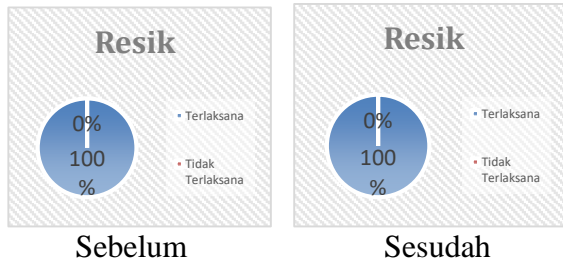 Resik
0%
100
%
Terlaksana
Tidak
Terlaksana
Sebelum
Resik
0%
100
%
Terlaksana
Tidak
Terlaksana
Sesudah